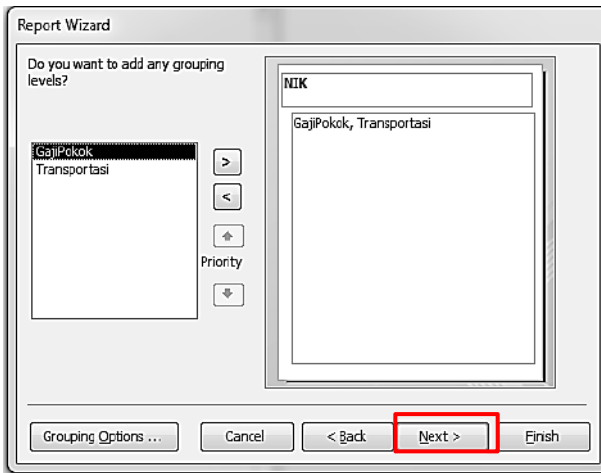 Report Wizard
Do you want to add any grouping
levels?
GajiPokok
Transportasi
>
<
Priority
NIK
GajiPokok, Transportasi
Grouping Options ...
Cancel
< Back
Next >
Finish